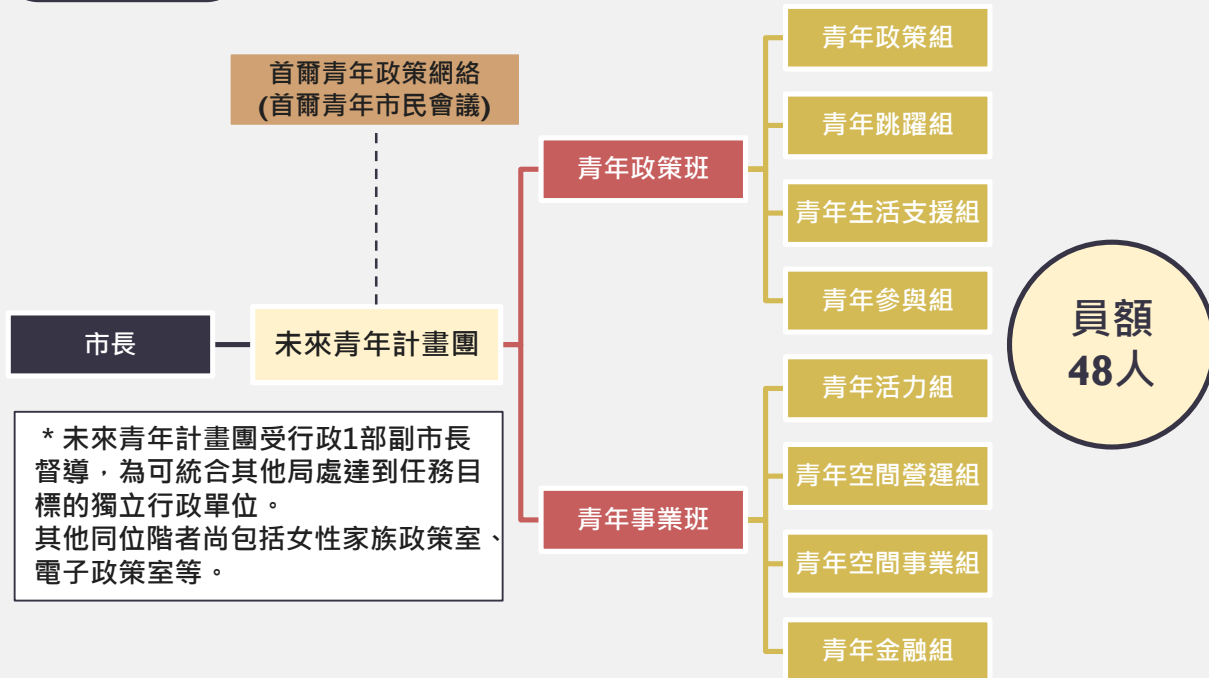 首爾青年政策網絡
(首爾青年市民會議)
市長
未來青年計畫團
*未來青年計畫團受行政1部副市長
督導，為可統合其他局處達到任務目
標的獨立行政單位。
其他同位階者尚包括女性家族政策室、
電子政策室等。
青年政策班
青年政策組
青年跳躍組
青年生活支援組
青年參與組
青年事業班
青年活力組
青年空間營運組
青年空間事業組
青年金融組
員額
48人